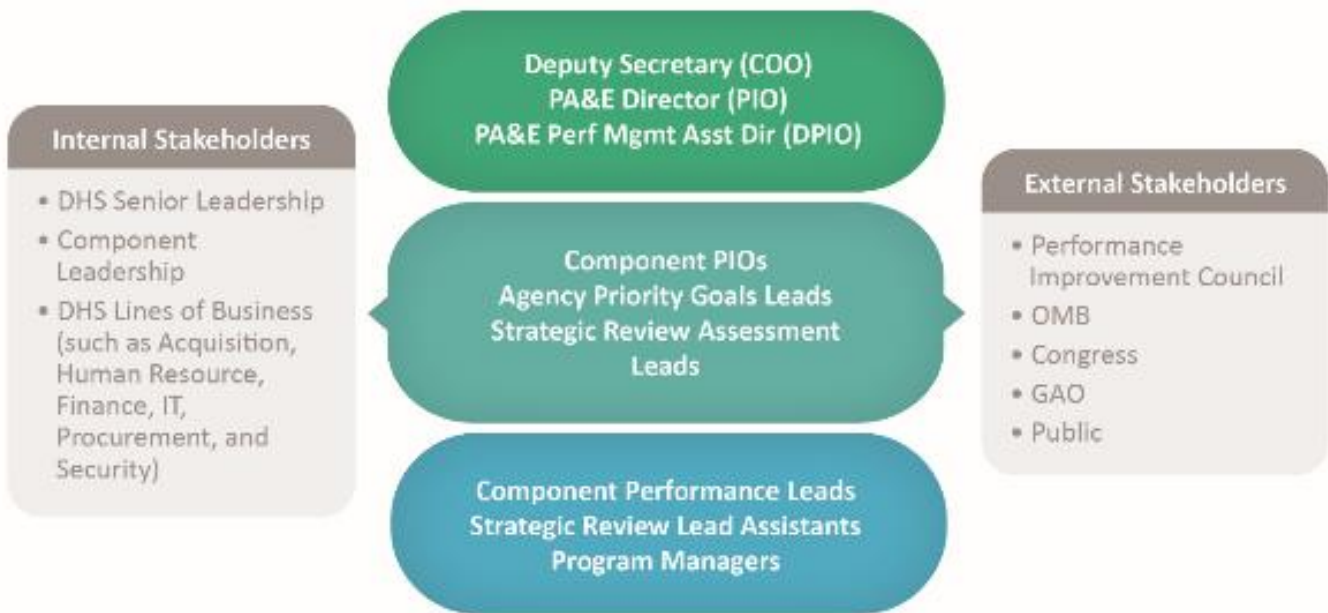 Deputy Secretary (COO)
PA&E Director (PIO)
PA&E Perf Mgmt Asst Dir (DPIO)
Internal Stakeholders
• DHS Senior Leadership
• Component
Leadership
• DHS Lines of Business
(such as Acquisition,
Human Resource,
Finance, IT,
Procurement, and
Security)
Component PIOs
Agency Priority Goals Leads
Strategic Review Assessment
Leads
External Stakeholders
• Performance
Improvement Council
• OMB
• Congress
• GAO
• Public
Component Performance Leads
Strategic Review Lead Assistants
Program Managers